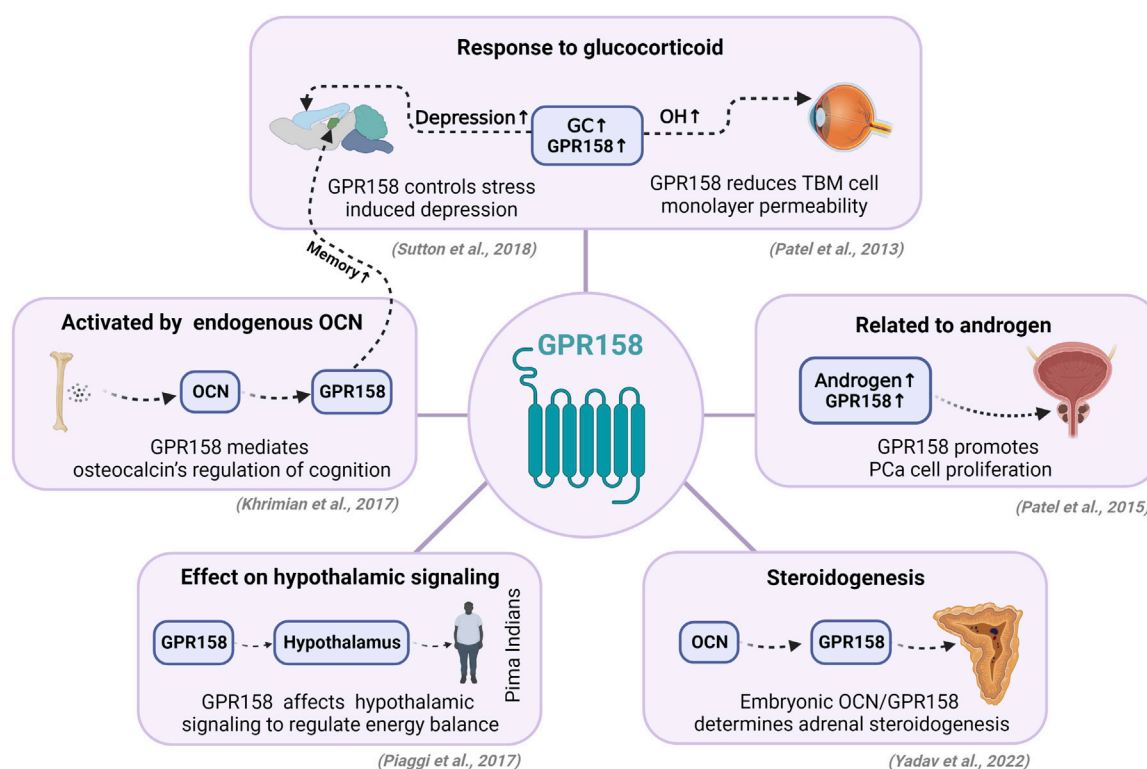 Response to glucocorticoid
Depression↑
GC↑
GPR158↑
OH↑
GPR158 controls stress
induced depression
GPR158 reduces TBM cell
monolayer permeability
(Sutton et al., 2018)
(Patel et al., 2013)
Memory↑
Activated by endogenous OCN
OCN
GPR158
GPR158 mediates
osteocalcin's regulation of cognition
(Khrimian et al., 2017)
GPR158
Related to androgen
Androgen↑
GPR158↑
GPR158 promotes
PCa cell proliferation
(Patel et al., 2015)
Effect on hypothalamic signaling
GPR158
Hypothalamus
Pima Indians
GPR158 affects hypothalamic
signaling to regulate energy balance
(Piaggi et al., 2017)
Steroidogenesis
OCN
GPR158
Embryonic OCN/GPR158
determines adrenal steroidogenesis
(Yadav et al., 2022)